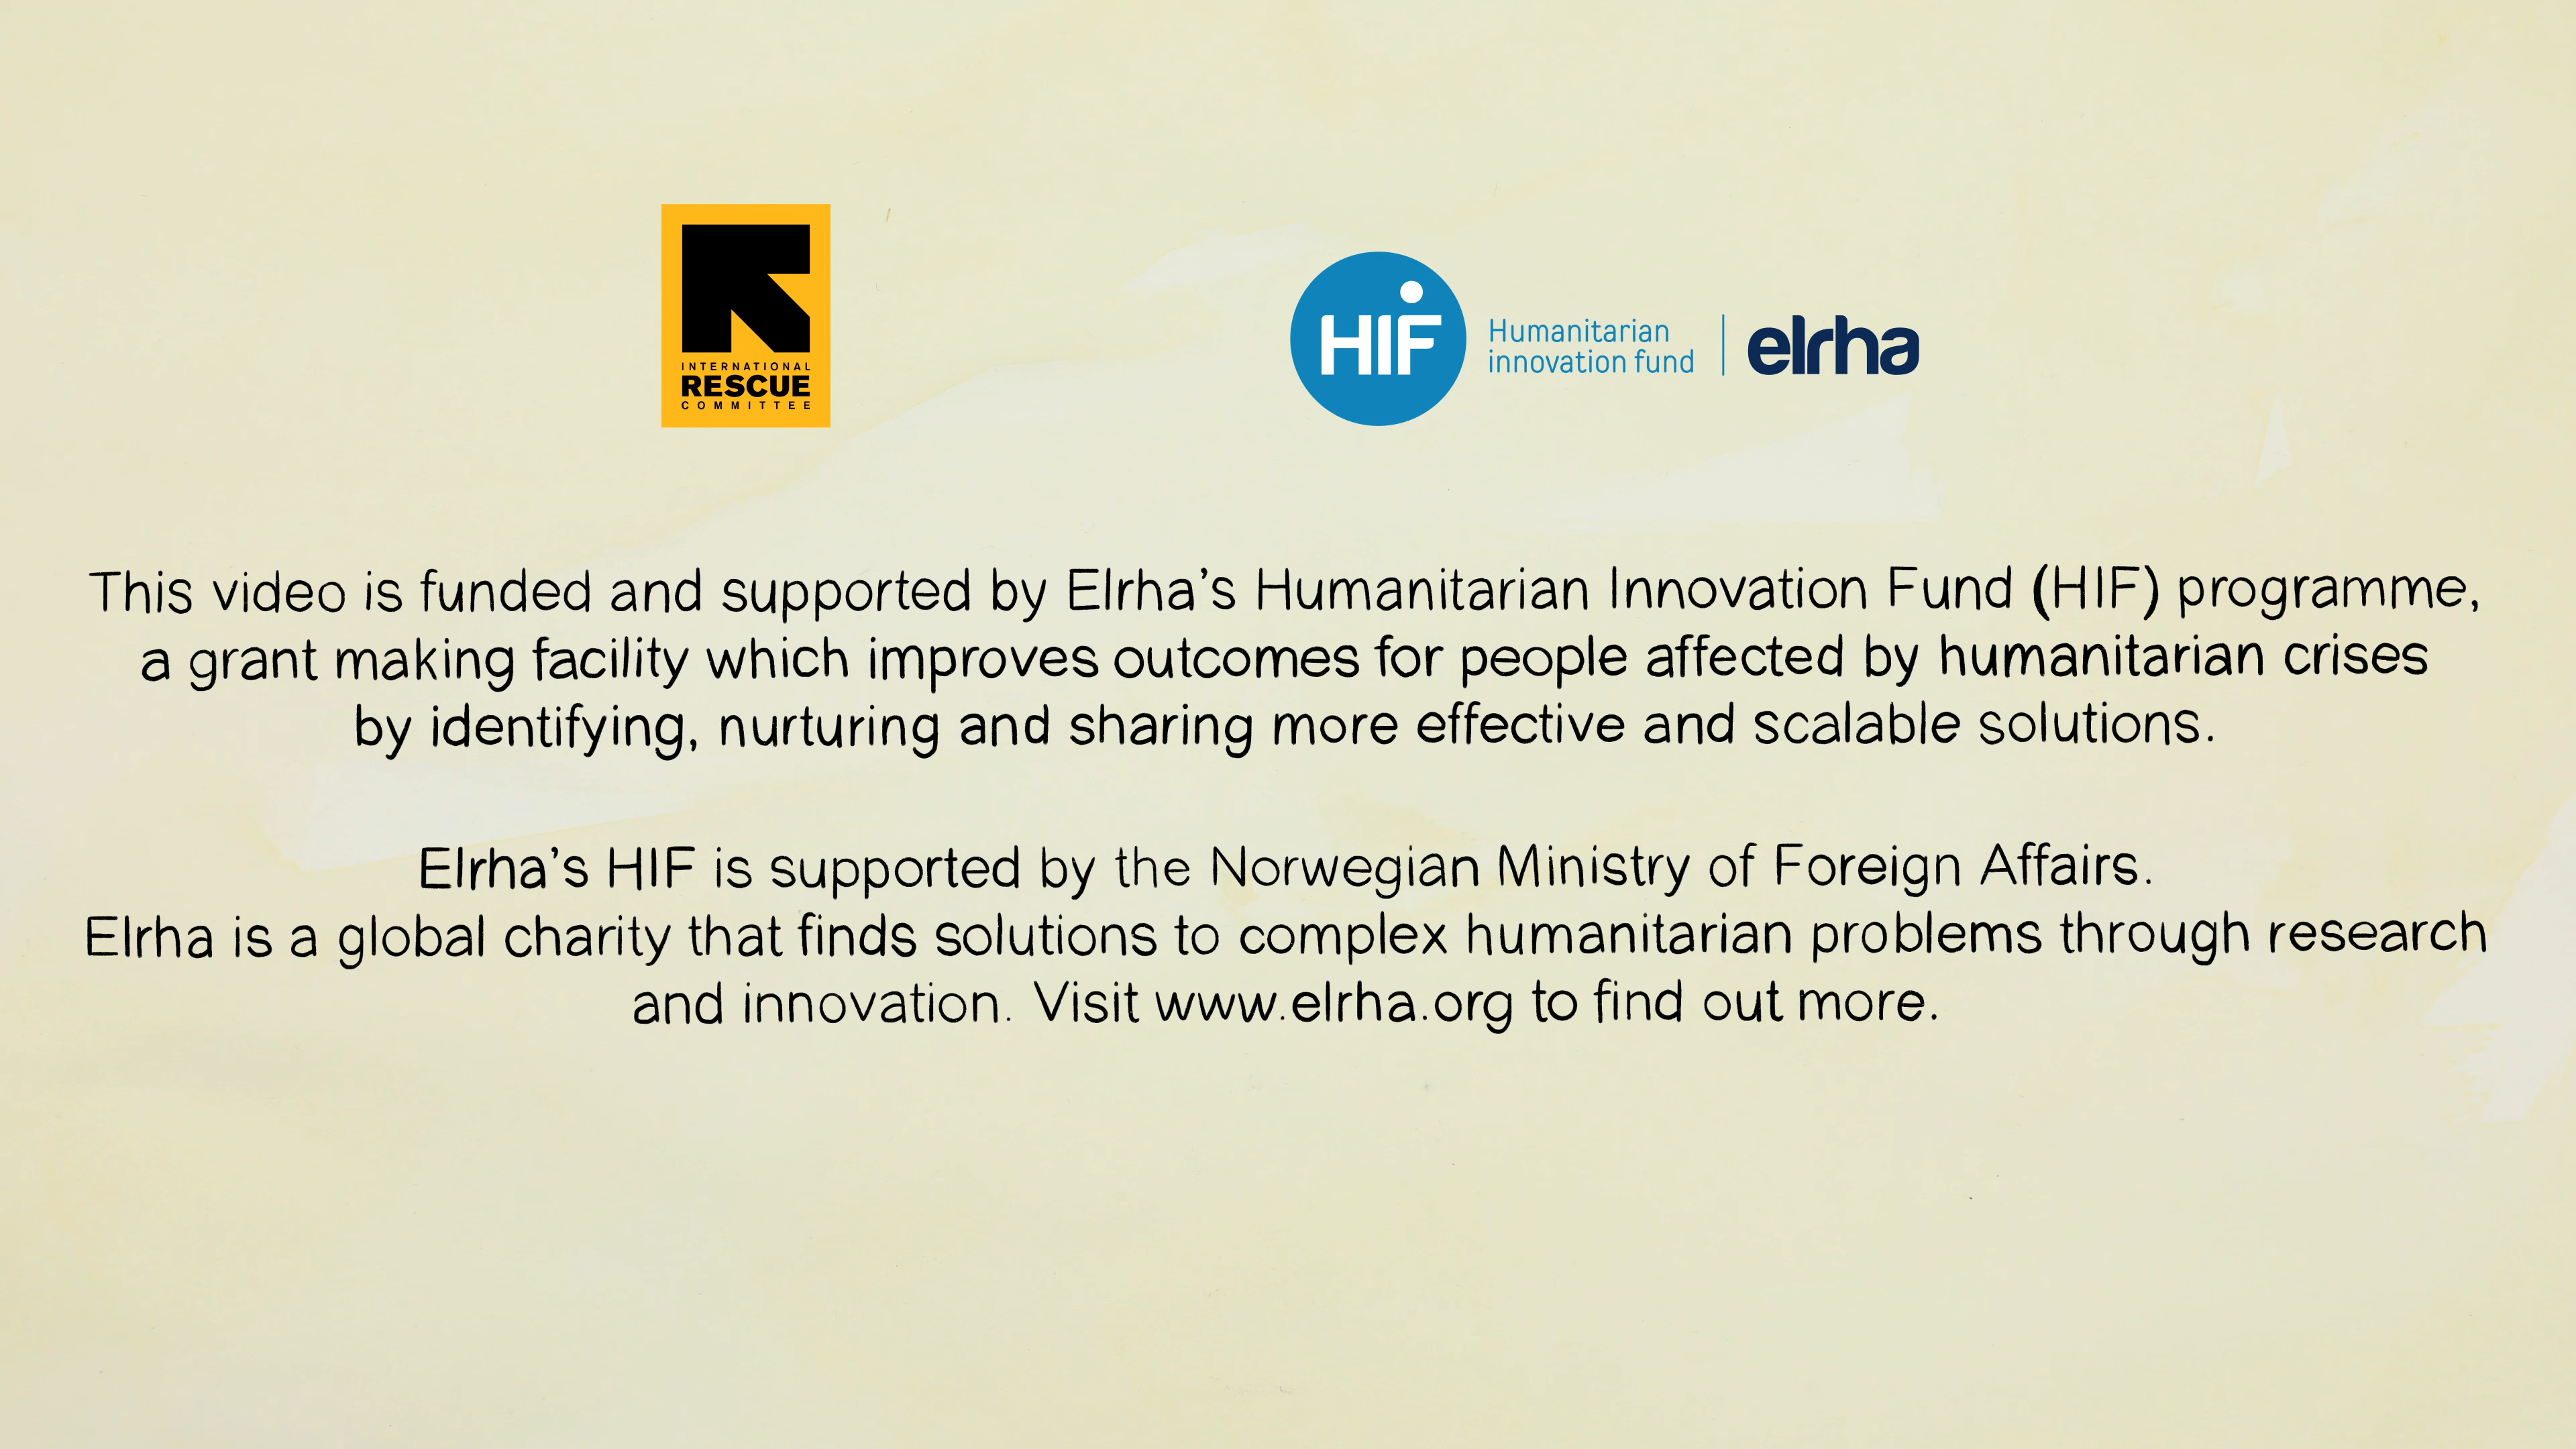 INTERNATIONAL
RESCUE
COMMITTEE
HIF
Humanitarian
innovation fund
elrha
This video is funded and supported by Elrha's Humanitarian Innovation Fund (HIF) programme,
a grant making facility which improves outcomes for people affected by humanitarian crises
by identifying, nurturing and sharing more effective and scalable solutions.
Elrha's HIF is supported by the Norwegian Ministry of Foreign Affairs.
Elrha is a global charity that finds solutions to complex humanitarian problems through research
and innovation. Visit www.elrha.org to find out more.